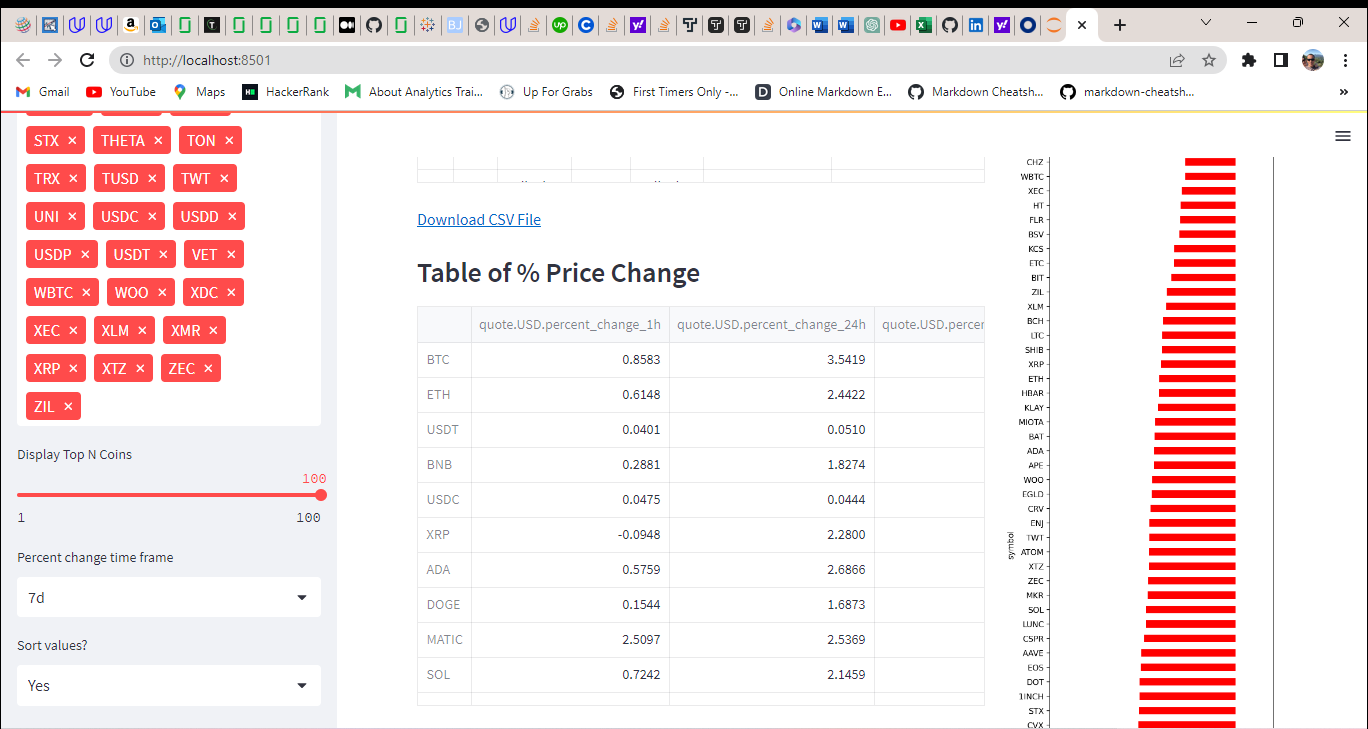 http://localhost:8501
Gmail YouTube Maps HackerRank About Analytics Trai... Up For Grabs First Timers Only -... Online Markdown E... Markdown Cheatsh... markdown-cheatsh... »
STX × THETA × TON ×
TRX × TUSD × TWT ×
UNI × USDC × USDD ×
USDP × USDT × VET ×
WBTC × WOO × XDC ×
XEC × XLM × XMR ×
XRP × XTZ × ZEC ×
ZIL ×
Display Top N Coins
100
1 100
Percent change time frame
7d
Sort values?
Yes
Download CSV File
Table of % Price Change
quote.USD.percent_change_1h quote.USD.percent_change_24h quote.USD.percer
BTC 0.8583 3.5419
ETH 0.6148 2.4422
USDT 0.0401 0.0510
BNB 0.2881 1.8274
USDC 0.0475 0.0444
XRP -0.0948 2.2800
ADA 0.5759 2.6866
DOGE 0.1544 1.6873
MATIC 2.5097 2.5369
SOL 0.7242 2.1459
symbol
CHZ
WBTC
XEC
HT
FLR
BSV
KCS
ETC
BIT
ZIL
XLM
BCH
LTC
SHIB
XRP
ETH
HBAR
KLAY
MIOTA
BAT
ADA
APE
WOO
EGLD
CRV
ENJ
TWT
ATOM
XTZ
ZEC
MKR
SOL
LUNC
CSPR
AAVE
EOS
DOT
1INCH
STX
CVX